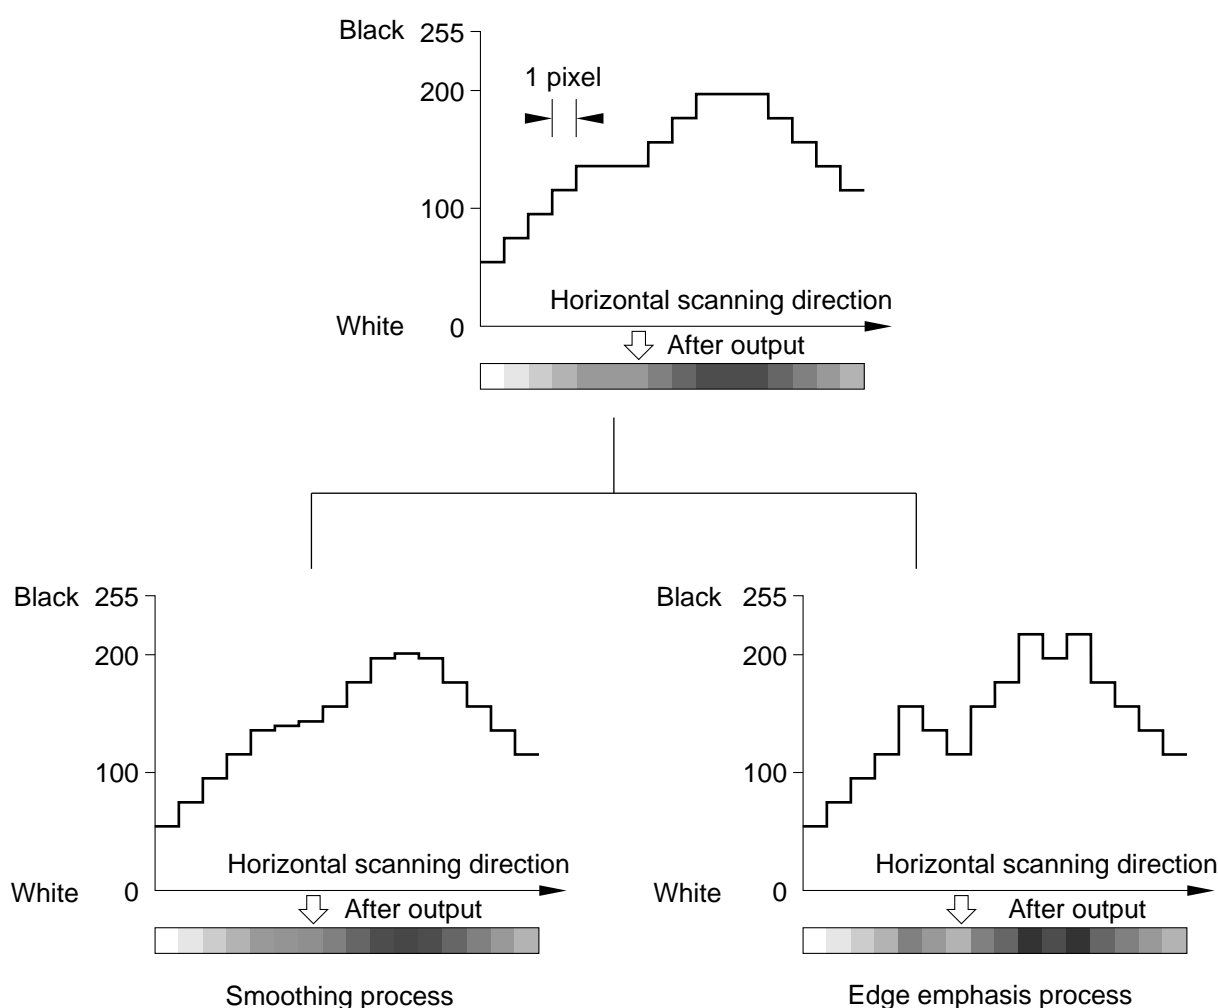 Black 255
1 pixel
200
100
Horizontal scanning direction
White 0
After output
Black 255
200
100
Horizontal scanning direction
White 0
After output
Smoothing process
Black 255
200
100
Horizontal scanning direction
White 0
After output
Edge emphasis process